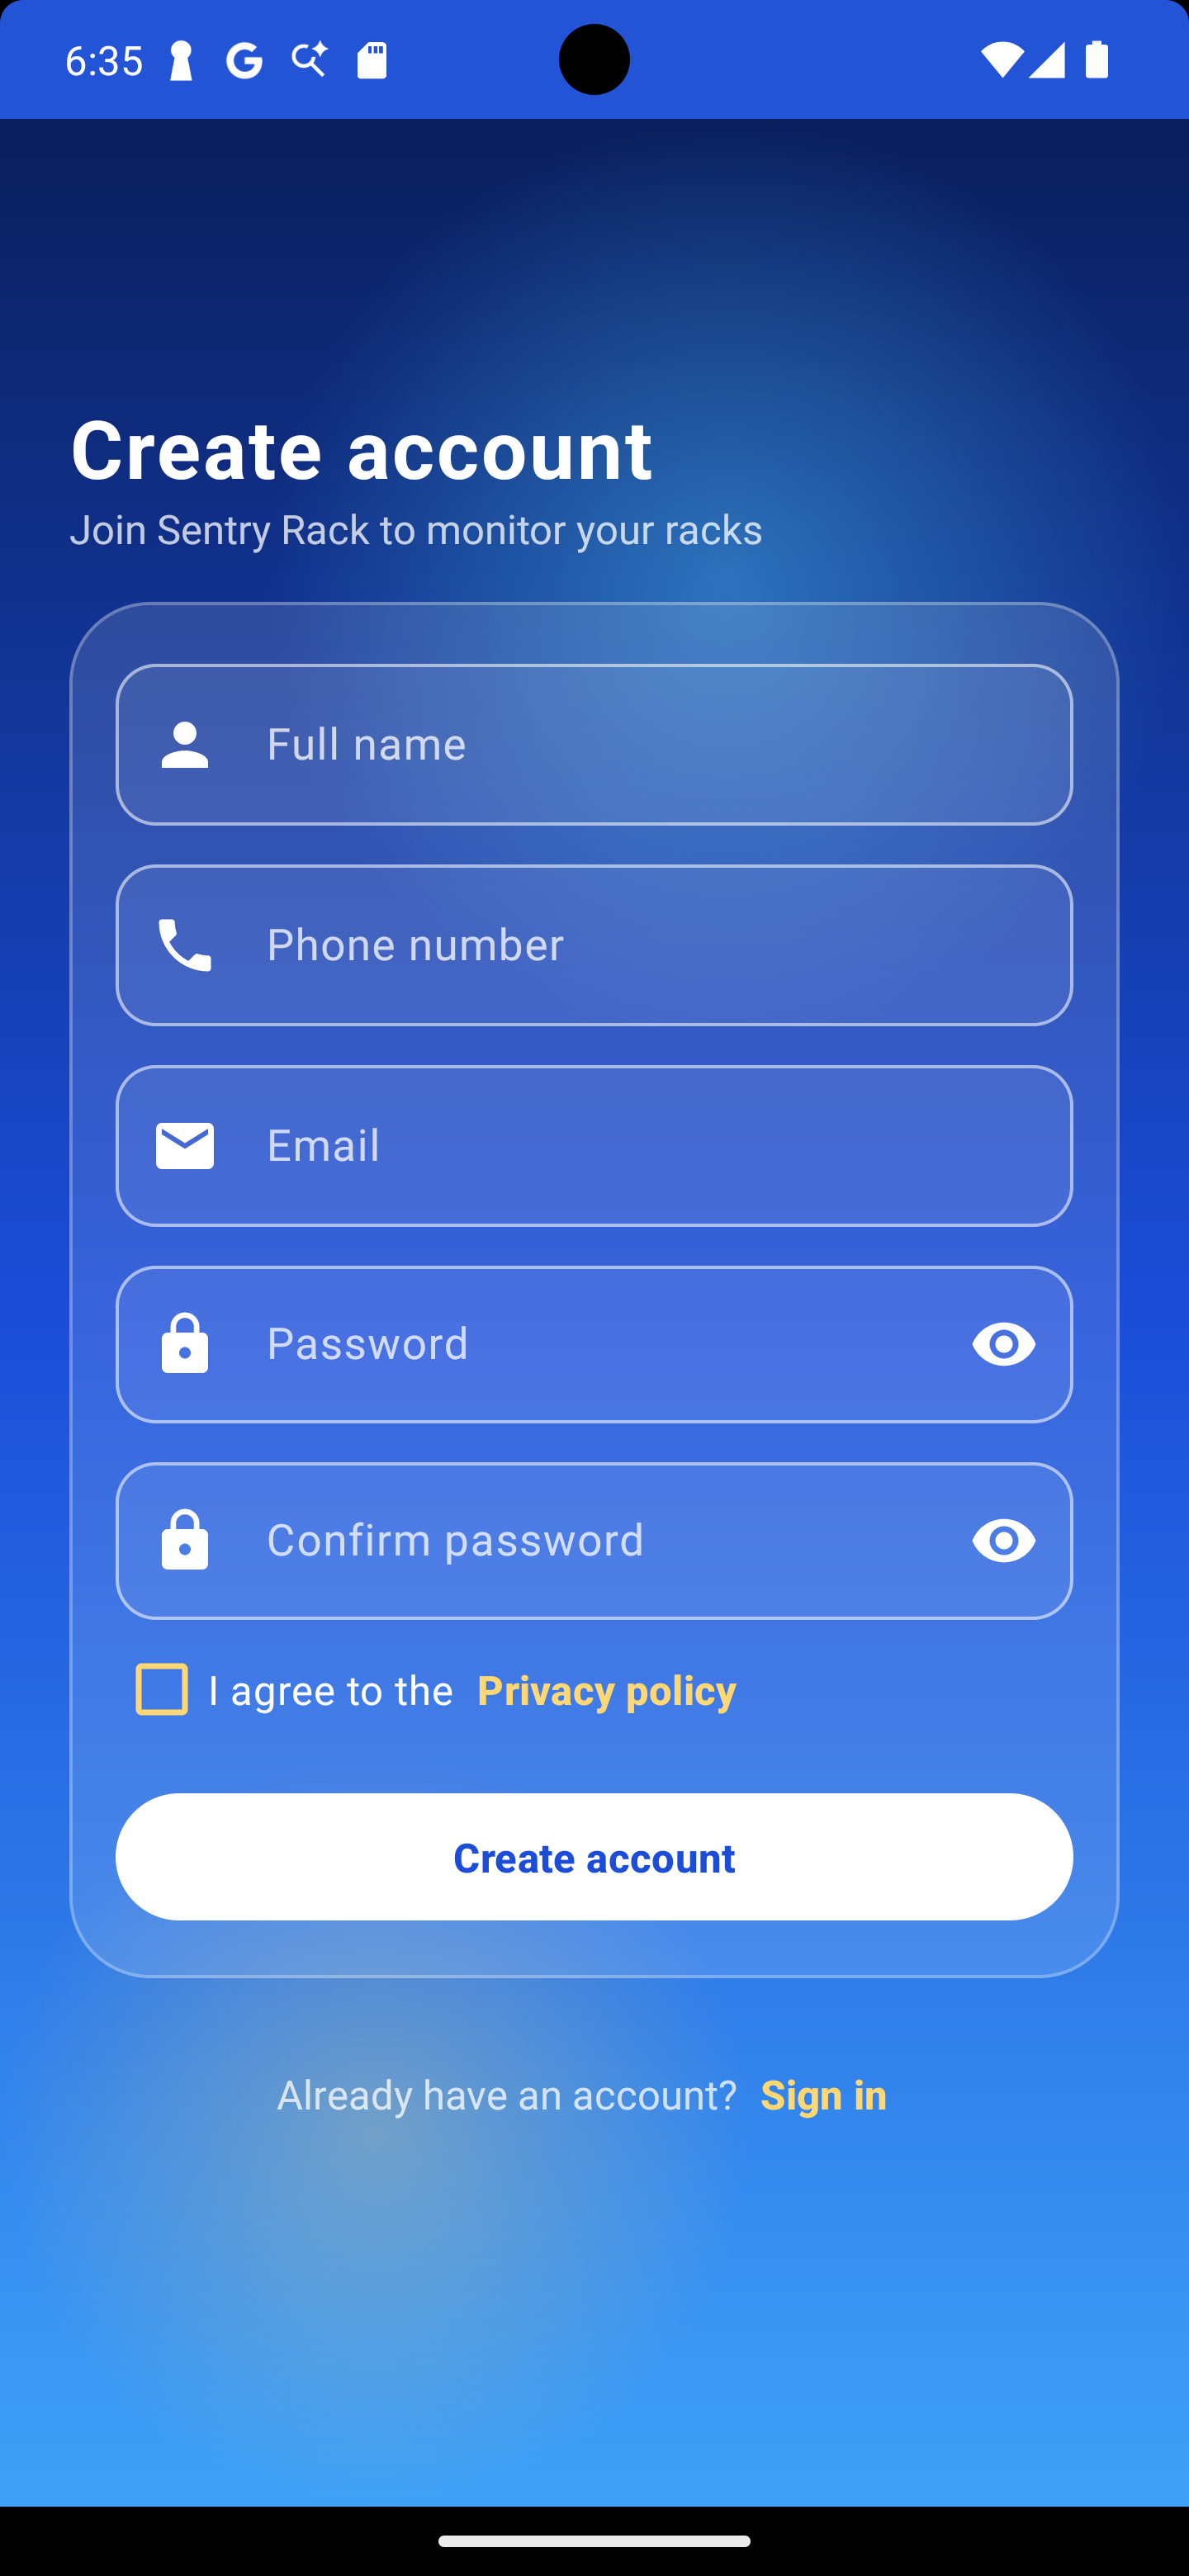 6:35
Create account
Join Sentry Rack to monitor your racks
Full name
Phone number
Email
Password
Confirm password
I agree to the Privacy policy
Create account
Already have an account? Sign in